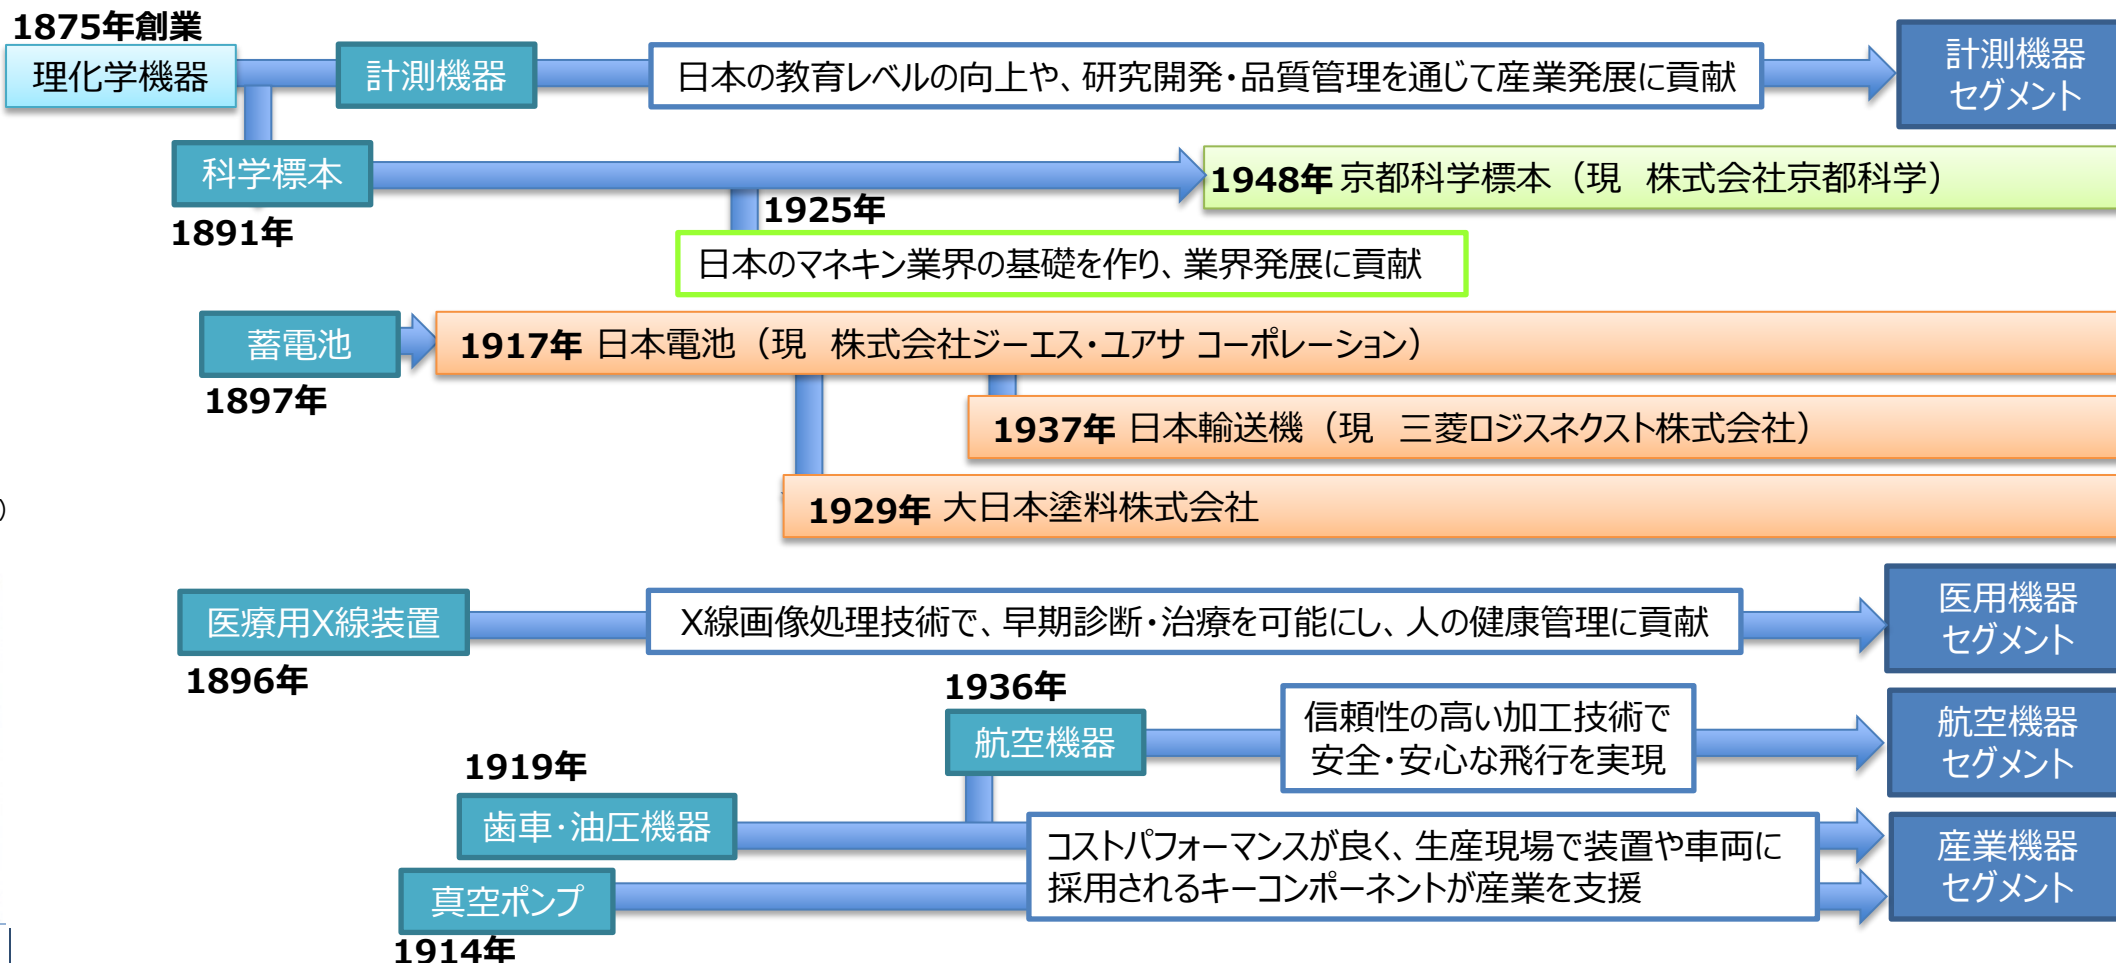 1875年創業
理化学機器
計測機器
日本の教育レベルの向上や、研究開発・品質管理を通じて産業発展に貢献
計測機器
セグメント
科学標本
1891年
1948年 京都科学標本（現　株式会社京都科学）
1925年
日本のマネキン業界の基礎を作り、業界発展に貢献
蓄電池
1897年
1917年 日本電池（現　株式会社ジーエス・ユアサ コーポレーション）
1937年 日本輸送機（現　三菱ロジスネクスト株式会社）
1929年 大日本塗料株式会社
）
医療用X線装置
1896年
X線画像処理技術で、早期診断・治療を可能にし、人の健康管理に貢献
医用機器
セグメント
1936年
航空機器
信頼性の高い加工技術で
安全・安心な飛行を実現
航空機器
セグメント
1919年
歯車・油圧機器
コストパフォーマンスが良く、生産現場で装置や車両に
採用されるキーコンポーネントが産業を支援
産業機器
セグメント
真空ポンプ
1914年